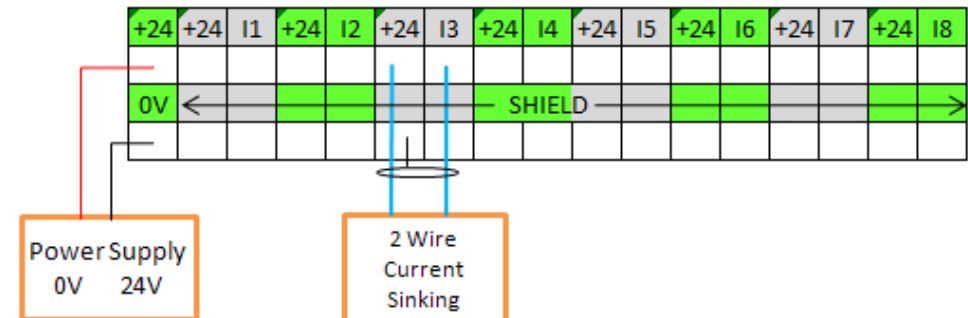 +24 +24 I1 +24 I2 +24 I3 +24 I4 +24 I5 +24 I6 +24 I7 +24 I8
0V SHIELD
Power Supply
0V 24V
2 Wire
Current
Sinking